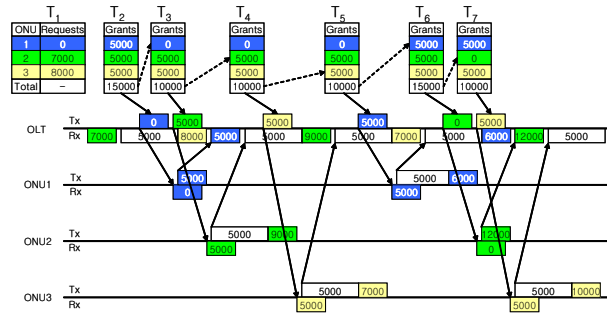 T1 T2 T3 T4 T5 T6 T7
ONU Requests Grants Grants Grants Grants Grants Grants
1 0 5000 0 0 0 5000 5000
2 7000 5000 5000 5000 5000 5000 0
3 8000 5000 5000 5000 5000 5000 5000
Total – 15000 10000 10000 10000 15000 10000
Tx 0 5000 5000 5000 0 5000
OLT
Rx 7000 5000 8000 5000 5000 9000 5000 7000 5000 6000 12000 5000
Tx 5000 5000 6000
ONU1
Rx 0 5000
Tx 5000 9000 12000
ONU2
Rx 5000 0
Tx 5000 7000 5000 10000
ONU3
Rx 5000 5000